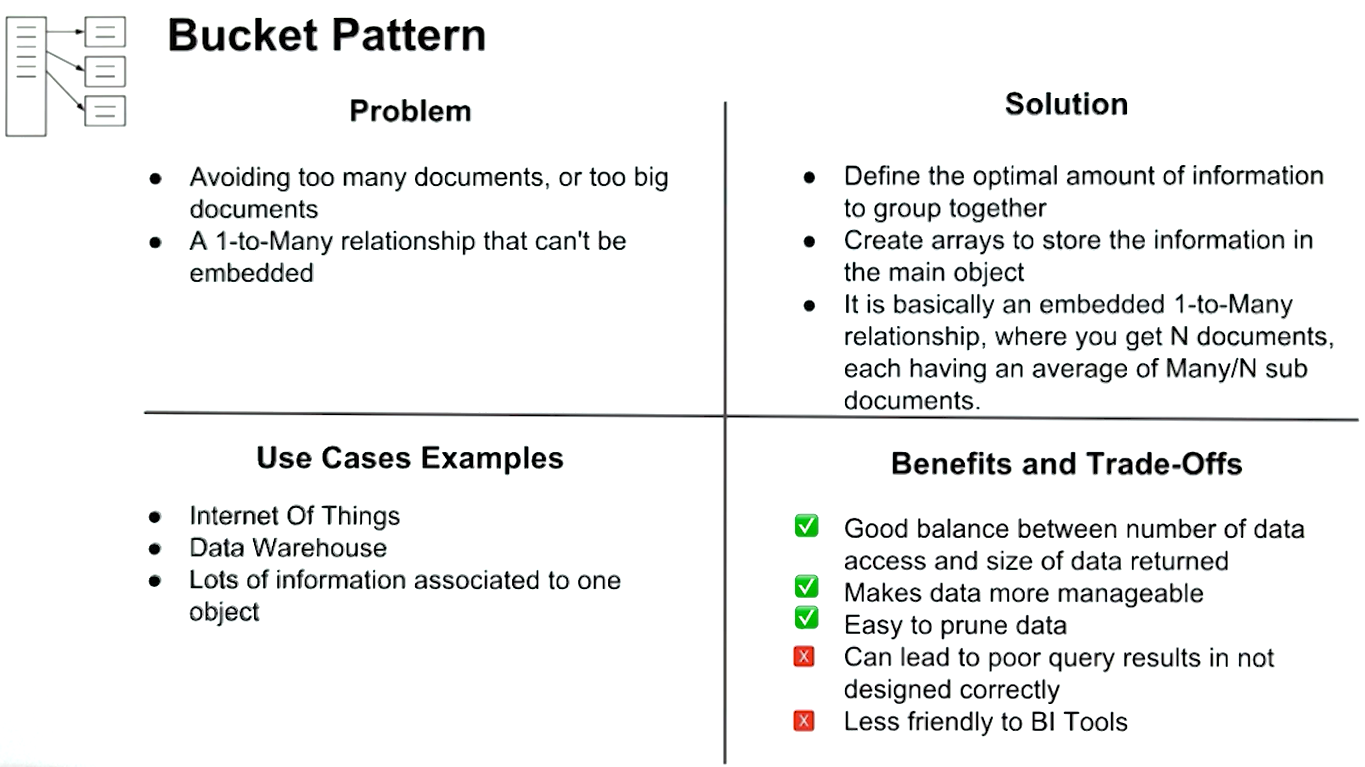 Bucket Pattern
Problem
Avoiding too many documents, or too big
documents
A 1-to-Many relationship that can't be
embedded
Solution
Define the optimal amount of information
to group together
Create arrays to store the information in
the main object
It is basically an embedded 1-to-Many
relationship, where you get N documents,
each having an average of Many/N sub
documents.
Use Cases Examples
Internet Of Things
Data Warehouse
Lots of information associated to one
object
Benefits and Trade-Offs
Good balance between number of data
access and size of data returned
Makes data more manageable
Easy to prune data
Can lead to poor query results in not
designed correctly
Less friendly to BI Tools